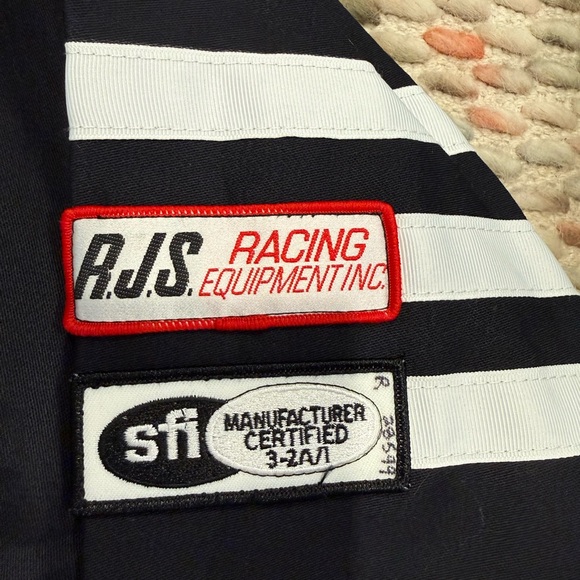 R.J.S. RACING
EQUIPMENT INC.
sfi MANUFACTURER
CERTIFIED
3-2A/1
R 28599